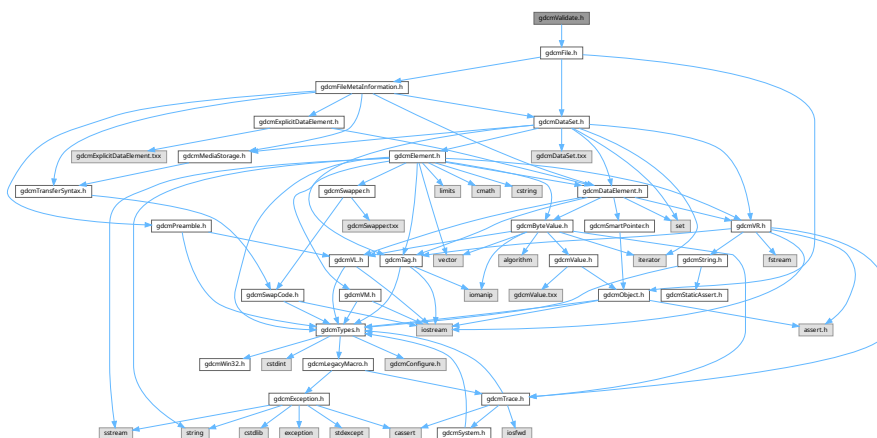 gdcmValidate.h
gdcmFile.h
gdcmFileMetaInformation.h
gdcmExplicitDataElement.h
gdcmDataSet.h
gdcmExplicitDataElement.txx
gdcmMediaStorage.h
gdcmElement.h
gdcmDataSet.txx
gdcmTransferSyntax.h
gdcmSwapper.h
limits
cmath
cstring
gdcmDataElement.h
gdcmPreamble.h
gdcmSwapper.txx
gdcmByteValue.h
gdcmSmartPointer.h
set
gdcmVR.h
gdcmVL.h
gdcmTag.h
vector
algorithm
gdcmValue.h
iterator
gdcmString.h
fstream
gdcmSwapCode.h
gdcmVM.h
iomanip
gdcmValue.txx
gdcmObject.h
gdcmStaticAssert.h
gdcmTypes.h
iostream
assert.h
gdcmWin32.h
cstdint
gdcmLegacyMacro.h
gdcmConfigure.h
gdcmException.h
gdcmTrace.h
sstream
string
cstdlib
exception
stdexcept
cassert
gdcmSystem.h
iosfwd